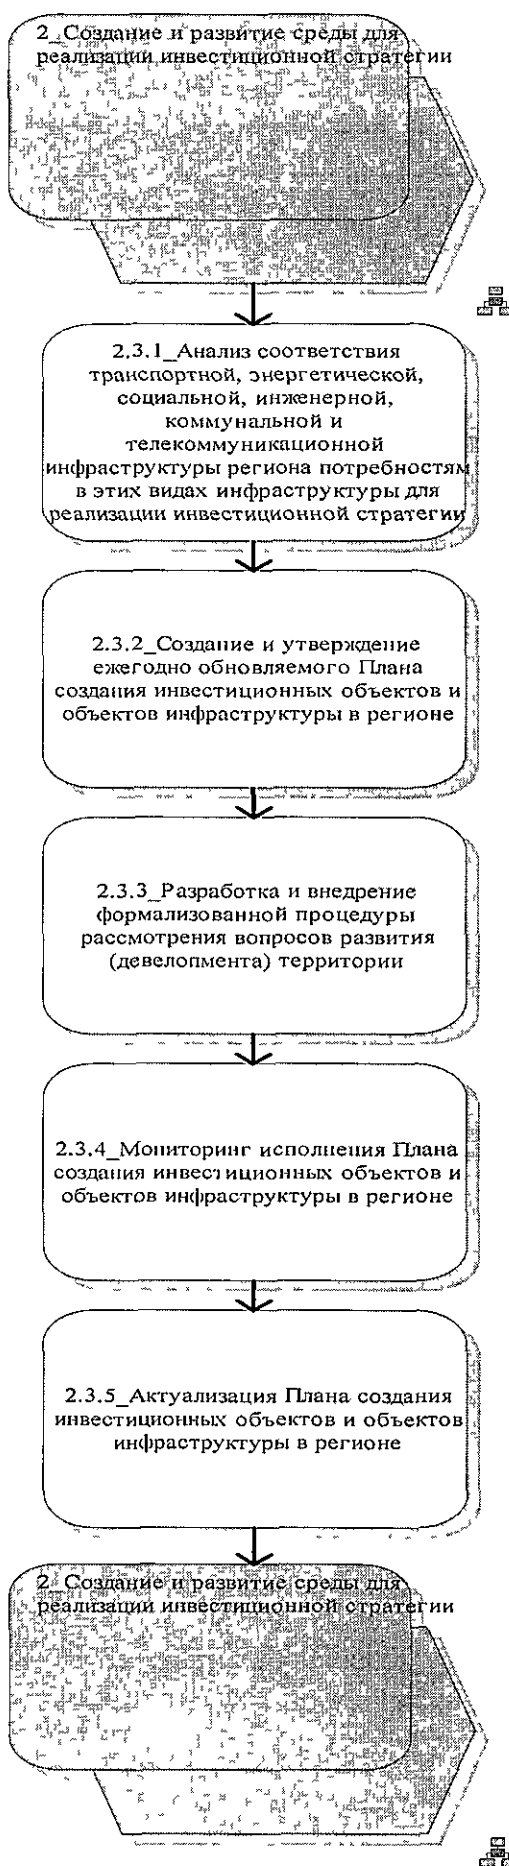 2_Создание и развитие среды для
реализации инвестиционной стратегии
2.3.1_Анализ соответствия
транспортной, энергетической,
социальной, инженерной,
коммунальной и
телекоммуникационной
инфраструктуры региона потребностям
в этих видах инфраструктуры для
реализации инвестиционной стратегии
2.3.2_Создание и утверждение
ежегодно обновляемого Плана
создания инвестиционных объектов и
объектов инфраструктуры в регионе
2.3.3_Разработка и внедрение
формализованной процедуры
рассмотрения вопросов развития
(девелопмента) территории
2.3.4_Мониторинг исполнения Плана
создания инвестиционных объектов и
объектов инфраструктуры в регионе
2.3.5_Актуализация Плана создания
инвестиционных объектов и объектов
инфраструктуры в регионе
2_Создание и развитие среды для
реализации инвестиционной стратегии